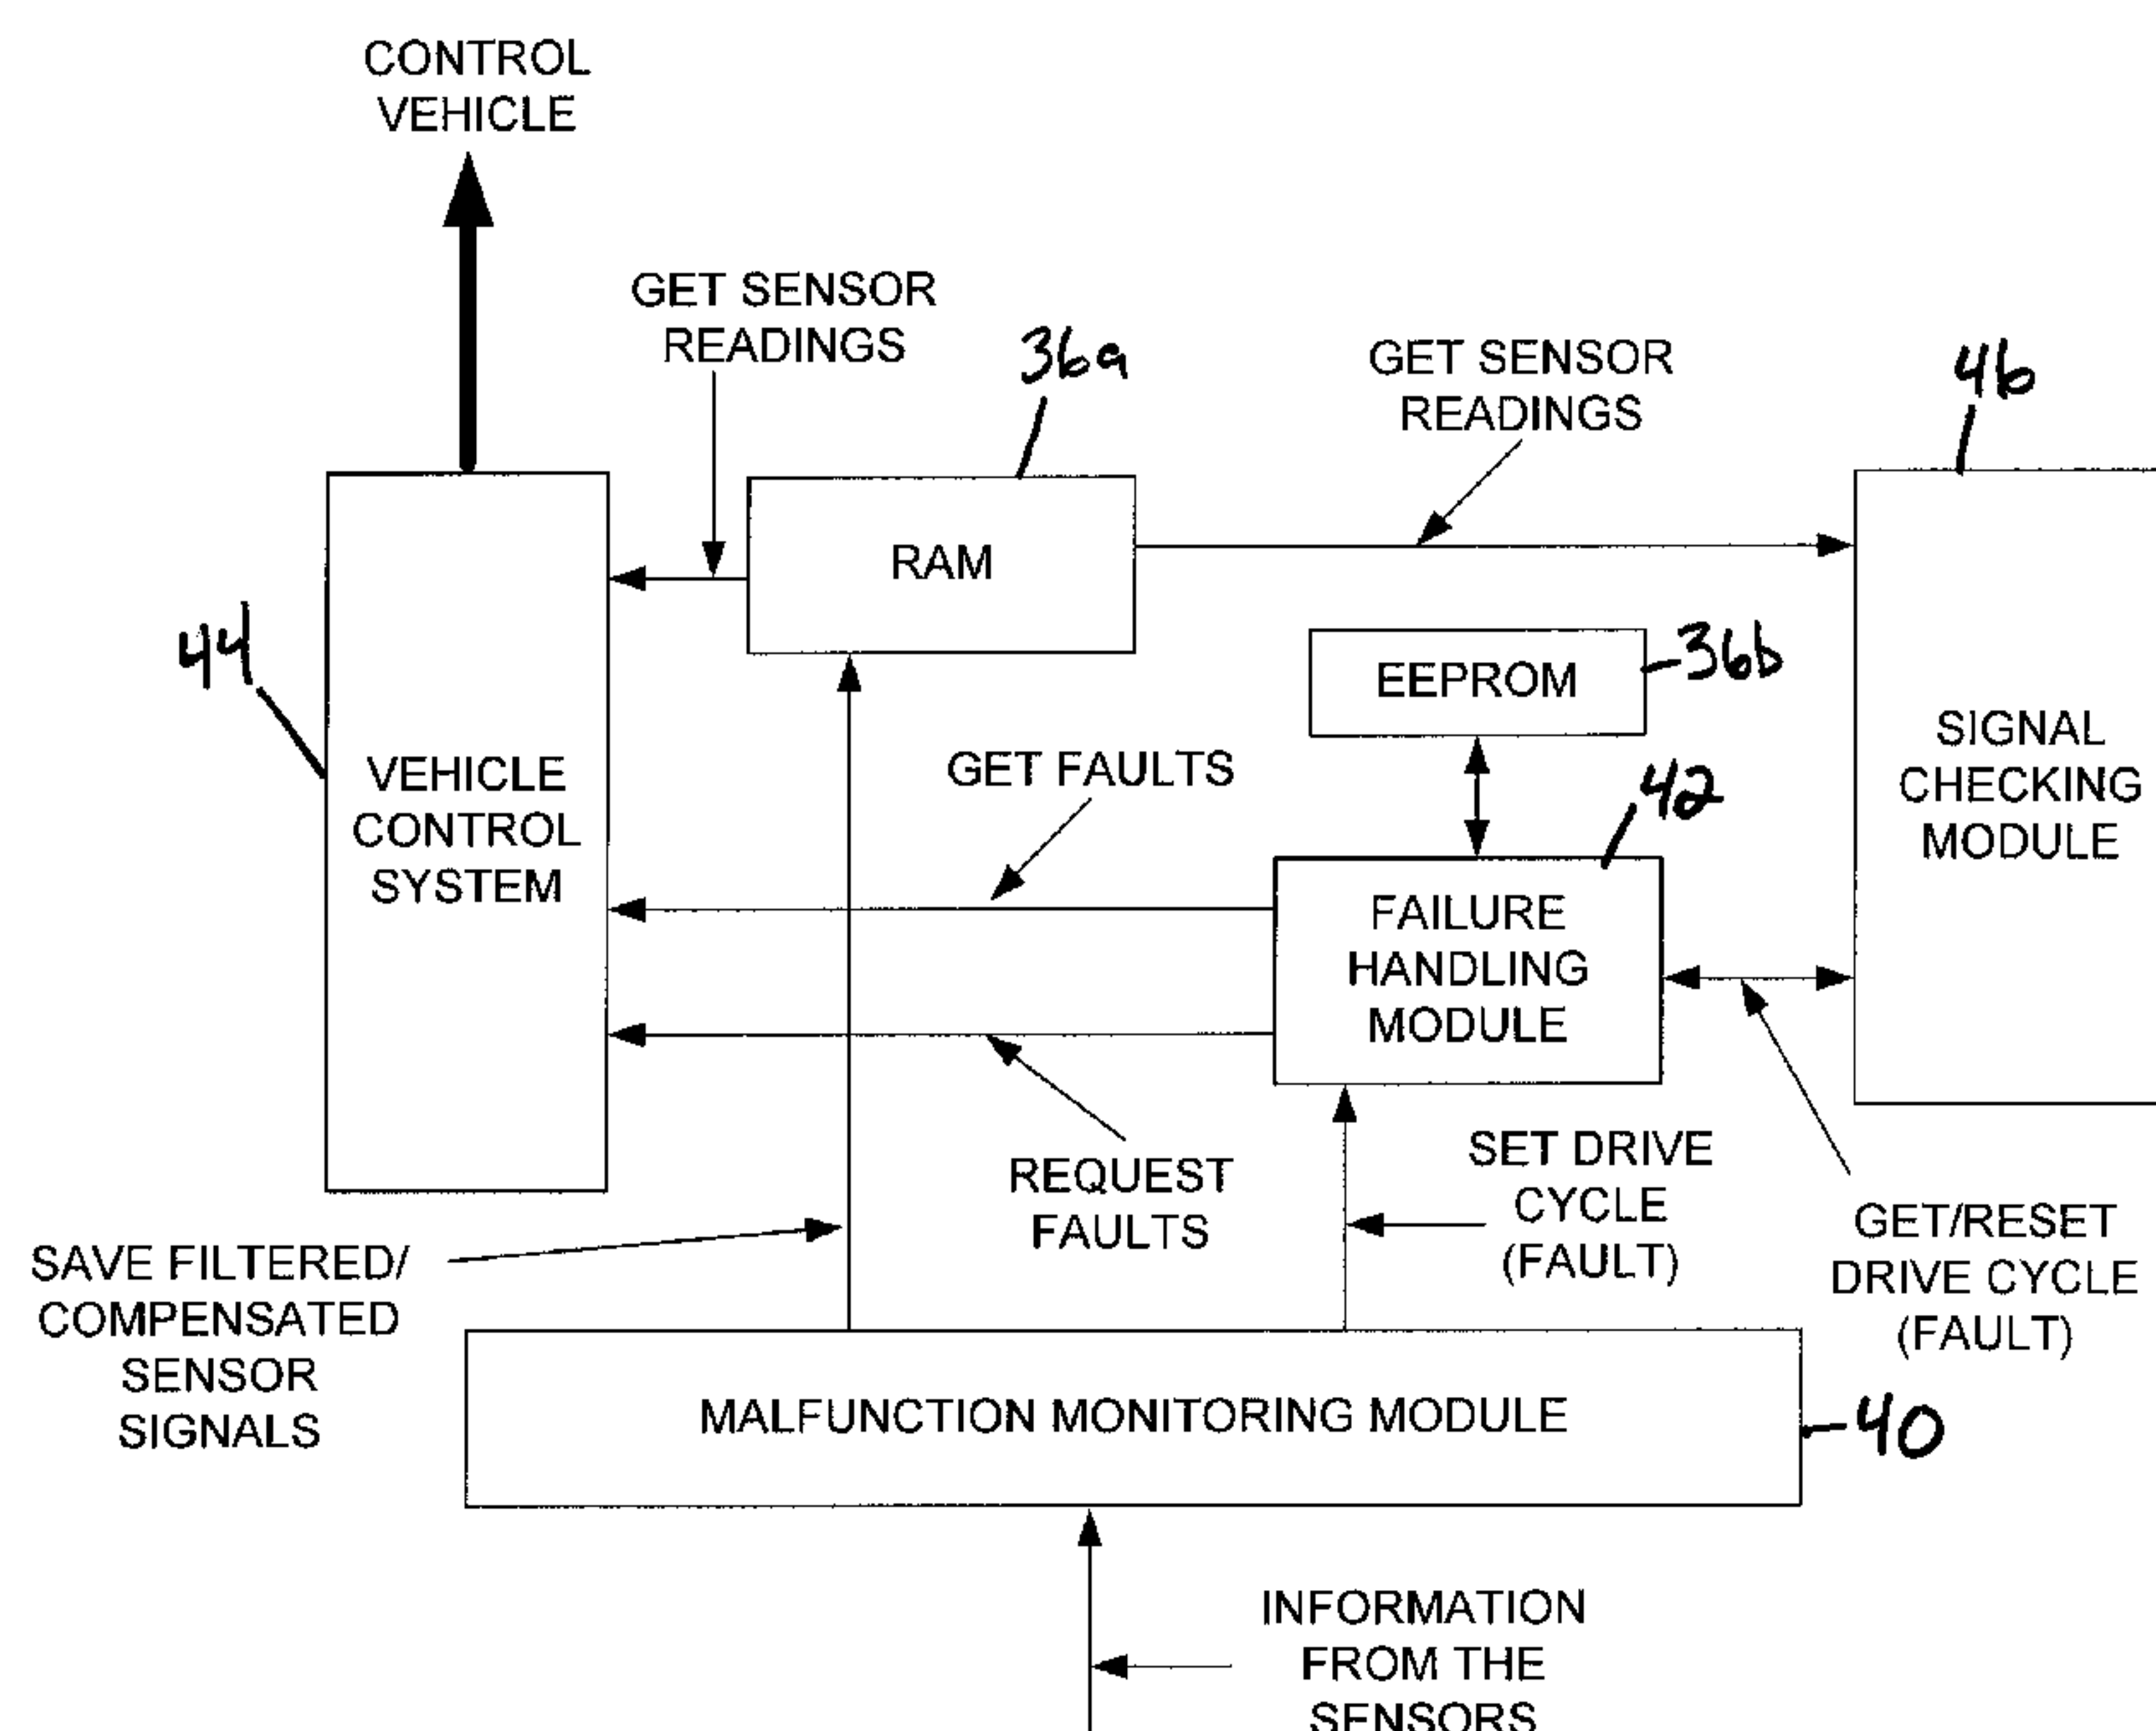 CONTROL
VEHICLE
GET SENSOR
READINGS
36a
GET SENSOR
READINGS
46
RAM
44
EEPROM
36b
VEHICLE
CONTROL
SYSTEM
GET FAULTS
42
SIGNAL
CHECKING
MODULE
FAILURE
HANDLING
MODULE
REQUEST
FAULTS
SET DRIVE
CYCLE
(FAULT)
GET/RESET
DRIVE CYCLE
(FAULT)
SAVE FILTERED/
COMPENSATED
SENSOR
SIGNALS
MALFUNCTION MONITORING MODULE
40
INFORMATION
FROM THE
SENSORS